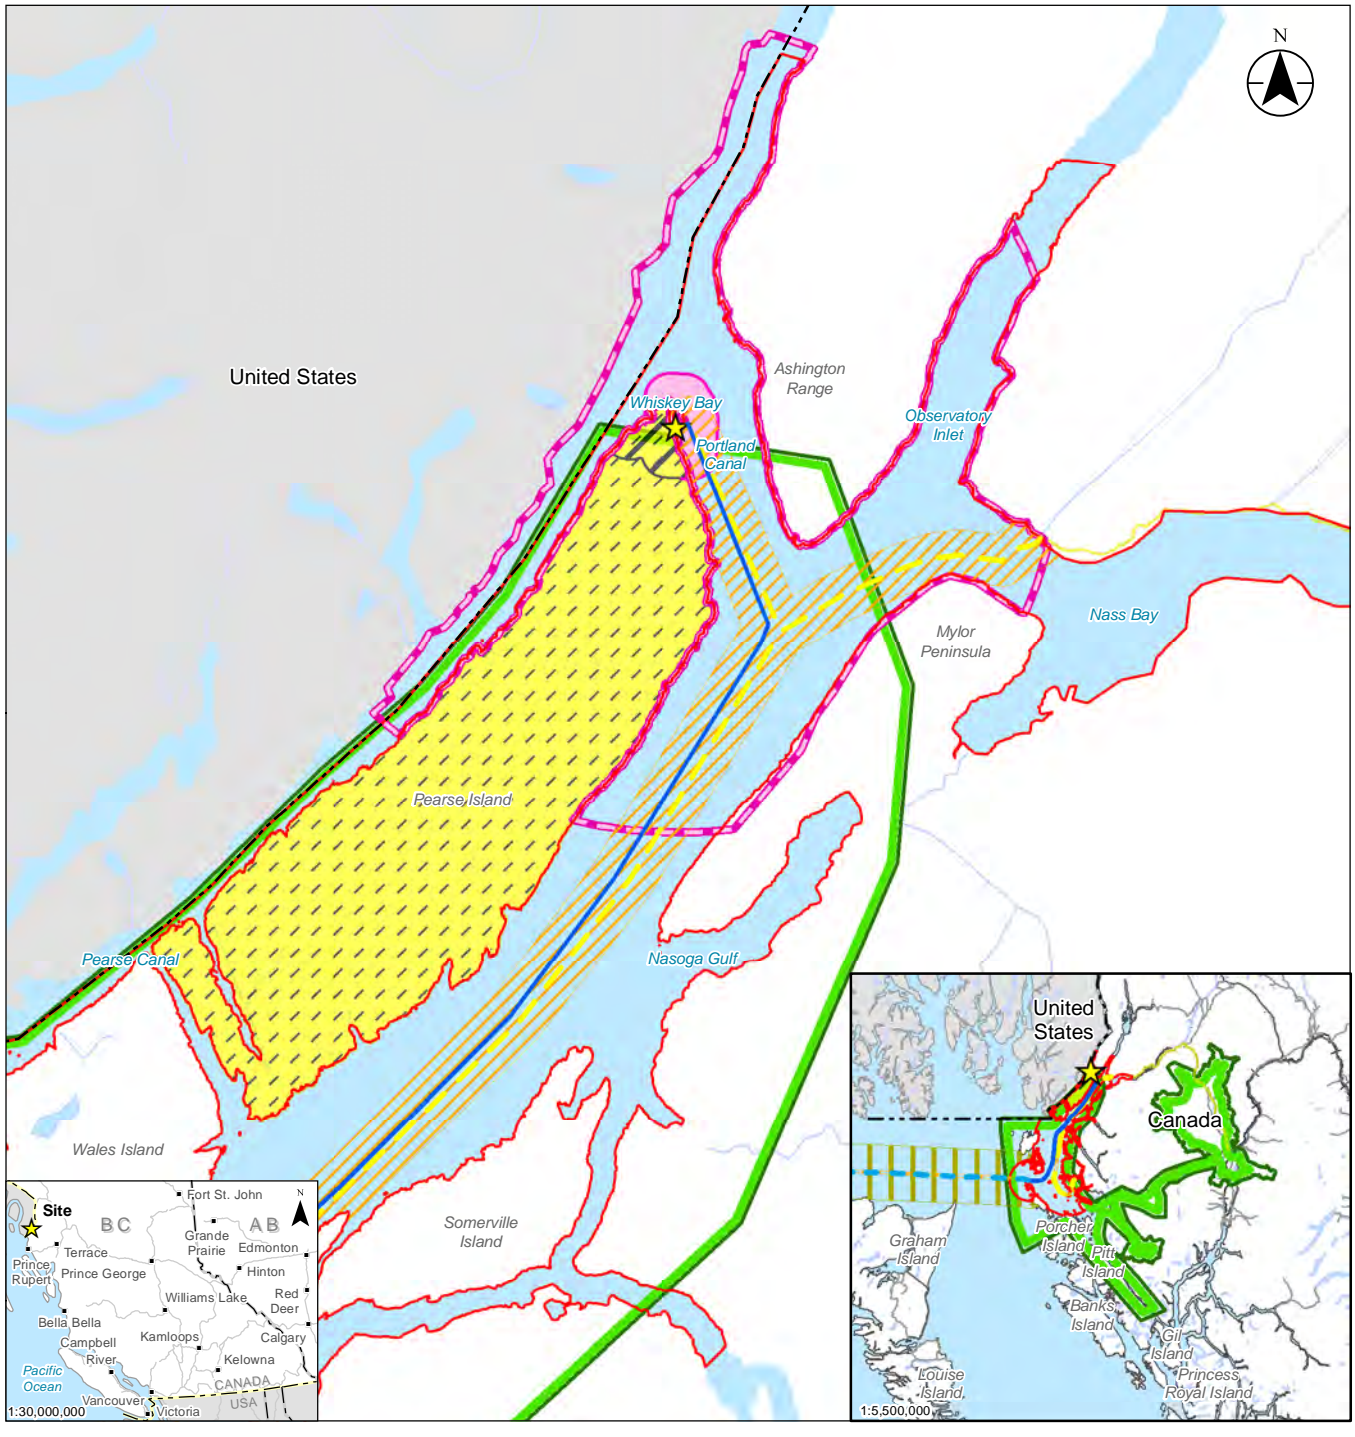 N
United States
Ashington
Range
Whiskey Bay
Observatory
Inlet
Portland
Canal
Nass Bay
Mylor
Peninsula
Pearse Island
Pearse Canal
Nasoga Gulf
Wales Island
Somerville
Island
N
Fort St. John
Site
BC
AB
Grande
Prairie
Edmonton
Terrace
Prince
Rupert
Prince George
Hinton
Williams Lake
Red
Deer
Bella Bella
Campbell
River
Kamloops
Calgary
Kelowna
Pacific
Ocean
CANADA
USA
Vancouver
Victoria
1:30,000,000
United
States
Canada
Porcher
Island
Graham
Island
Pitt
Island
Banks
Island
Gil
Island
Louise
Island
Princess
Royal Island
1:5,500,000